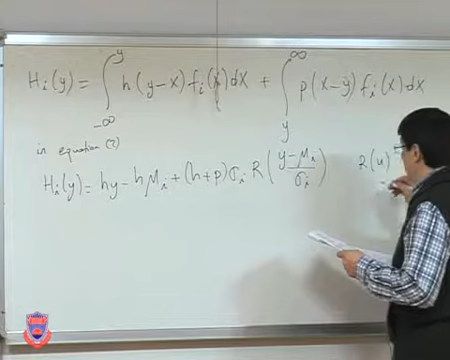 Hᵢ(y) = ∫_{-∞}^{y} h(y-x) fᵢ(x) dx + ∫_{y}^{∞} p(x-y) fᵢ(x) dx
in equation (2)
Hᵢ(y) = hy - hμᵢ + (h+p)σᵢ R((y-μᵢ)/σᵢ) R(u)